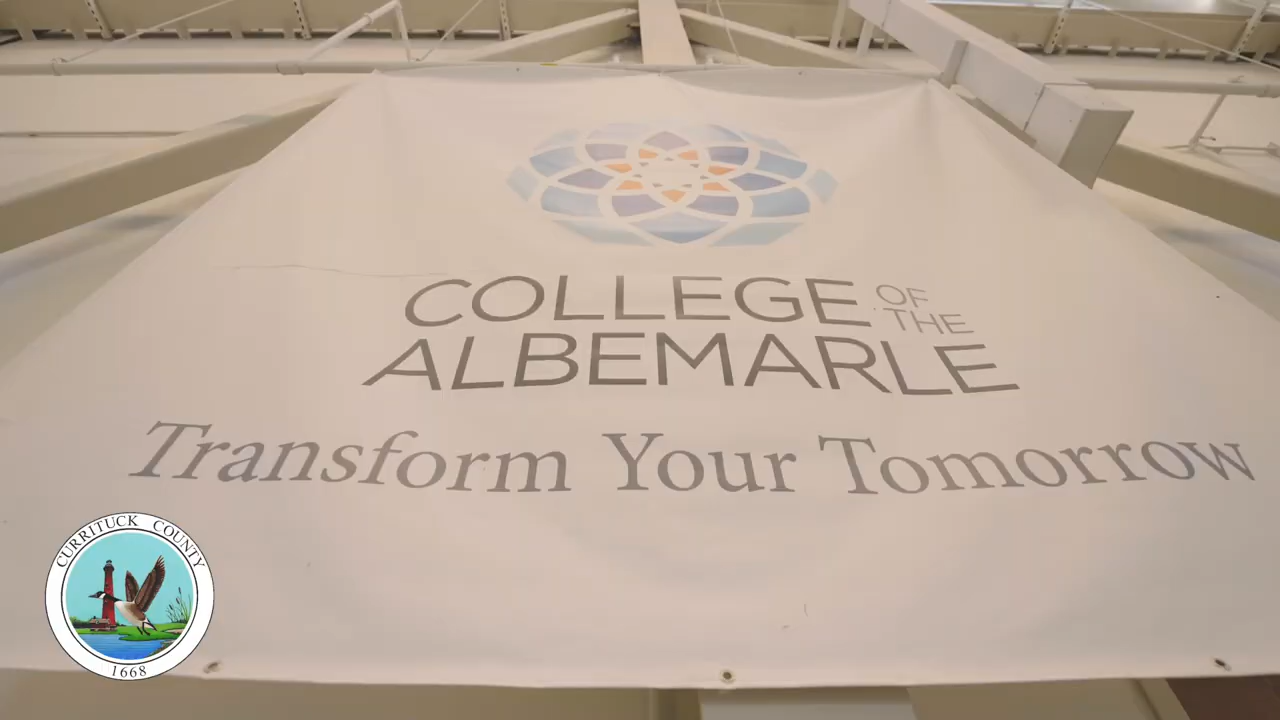 COLLEGE OF THE
ALBEMARLE
Transform Your Tomorrow
CURRITUCK COUNTY
1668